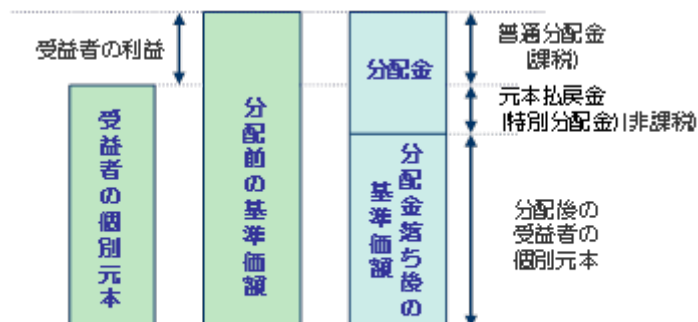 受益者の利益
受益者の個別元本
分配前の基準価額
分配金
分配金落ち後の
基準価額
普通分配金
(課税)
元本払戻金
(特別分配金)(非課税)
分配後の
受益者の
個別元本